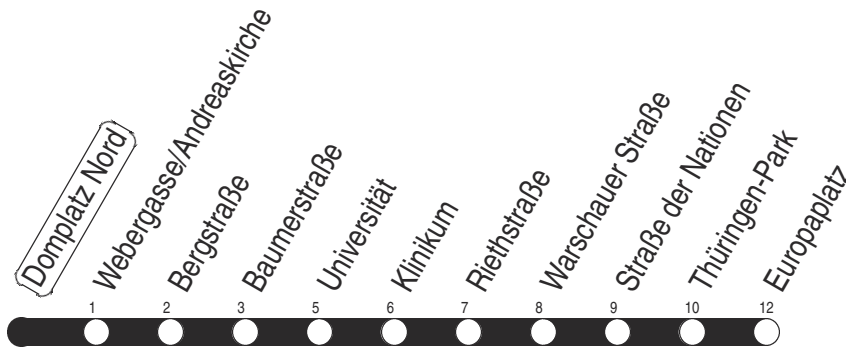 Domplatz Nord
Webergasse/Andreaskirche
Bergstraße
Baumerstraße
Universität
Klinikum
Riethstraße
Warschauer Straße
Straße der Nationen
Thüringen-Park
Europaplatz
1 2 3 5 6 7 8 9 10 12